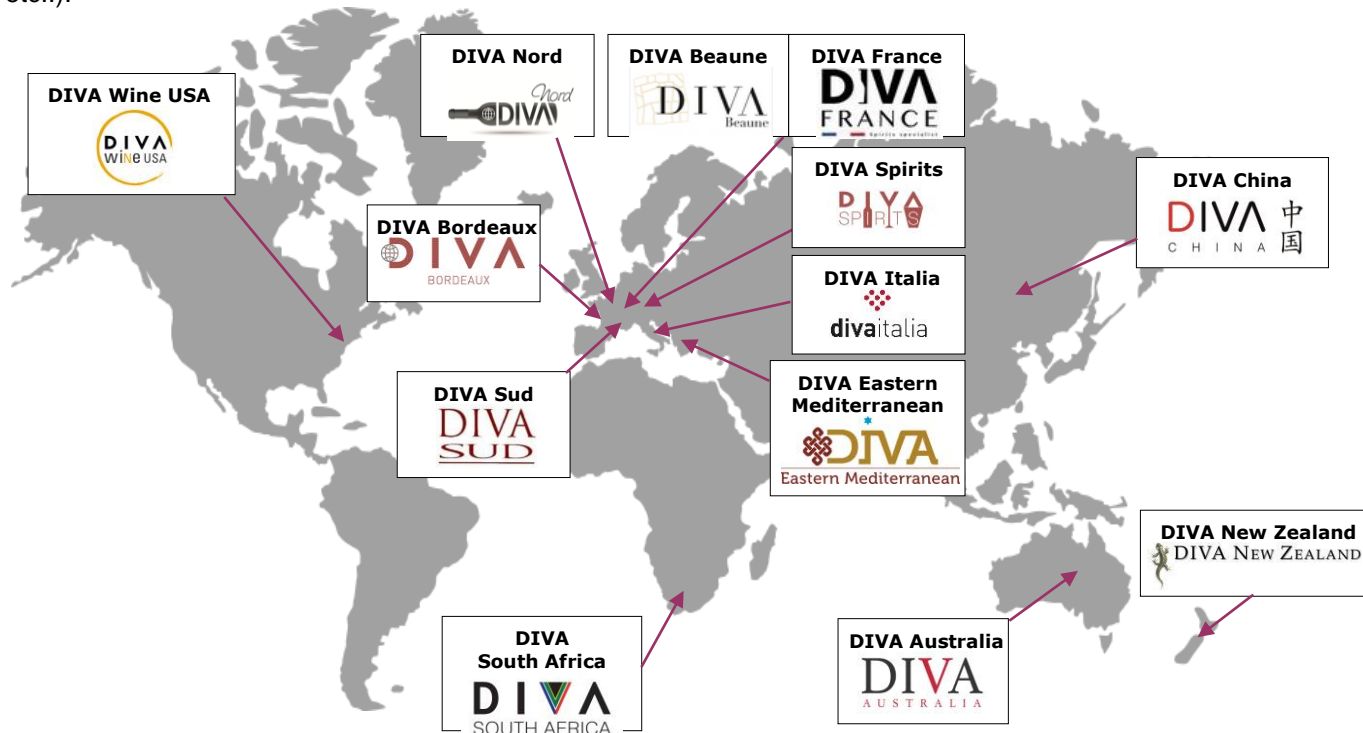 DIVA Nord
Nord
DIVA
DIVA Beaune
DIVA
Beaune
DIVA France
DIVA
FRANCE
Spirits specialist
DIVA Wine USA
DIVA
WINE USA
DIVA Spirits
DIVA
SPIRITS
DIVA China
DIVA 中国
CHINA
DIVA Bordeaux
DIVA
BORDEAUX
DIVA Italia
divaitalia
DIVA Sud
DIVA
SUD
DIVA Eastern
Mediterranean
DIVA
Eastern Mediterranean
DIVA New Zealand
DIVA NEW ZEALAND
DIVA
South Africa
DIVA
SOUTH AFRICA
DIVA Australia
DIVA
AUSTRALIA